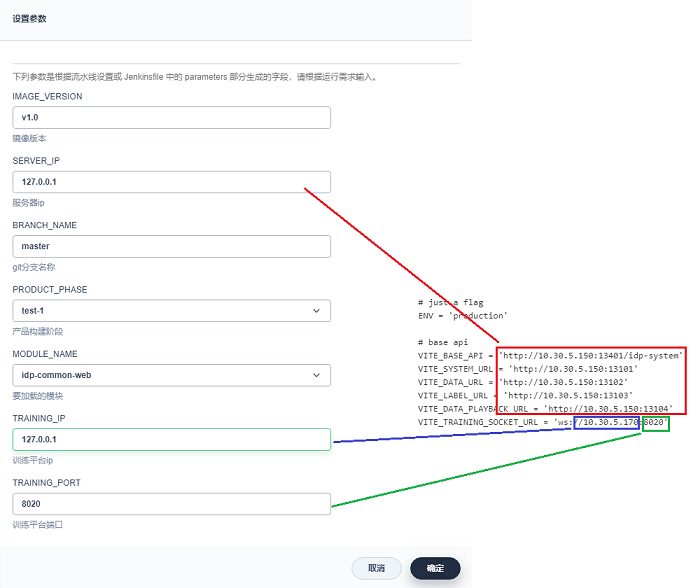 设置参数
下列参数是根据流水线设置或 Jenkinsfile 中的 parameters 部分生成的字段，请根据运行需求输入。
IMAGE_VERSION
v1.0
镜像版本
SERVER_IP
127.0.0.1
服务器ip
BRANCH_NAME
master
git分支名称
PRODUCT_PHASE
test-1
产品构建阶段
MODULE_NAME
idp-common-web
要加载的模块
TRAINING_IP
127.0.0.1
训练平台ip
TRAINING_PORT
8020
训练平台端口
取消
确定
# just a flag
ENV = 'production'
# base api
VITE_BASE_API = 'http://10.30.5.150:13401/idp-system'
VITE_SYSTEM_URL = 'http://10.30.5.150:13101'
VITE_DATA_URL = 'http://10.30.5.150:13102'
VITE_LABEL_URL = 'http://10.30.5.150:13103'
VITE_DATA_PLAYBACK_URL = 'http://10.30.5.150:13104'
VITE_TRAINING_SOCKET_URL = 'ws://10.30.5.170:8020'